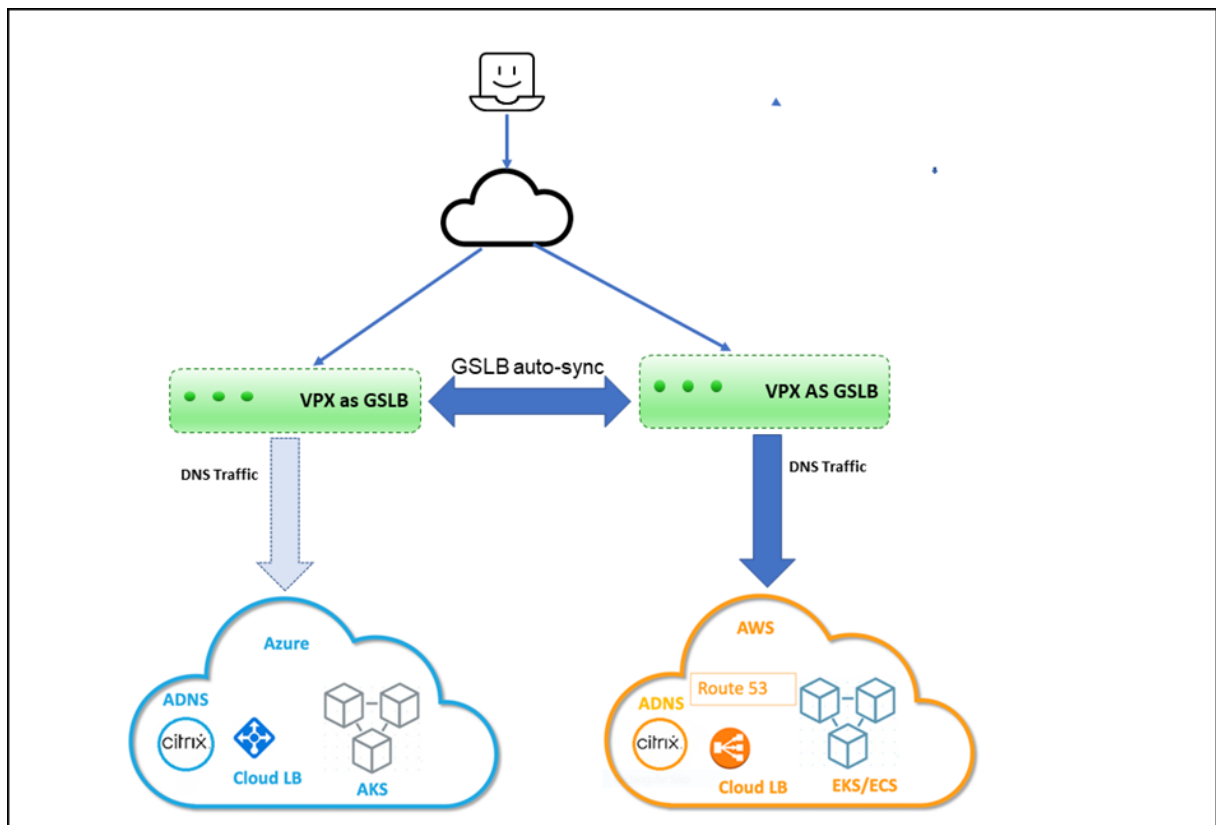 GSLB auto-sync
VPX as GSLB
VPX AS GSLB
DNS Traffic
DNS Traffic
Azure
ADNS
citrix.
Cloud LB
AKS
AWS
Route 53
ADNS
citrix.
Cloud LB
EKS/ECS